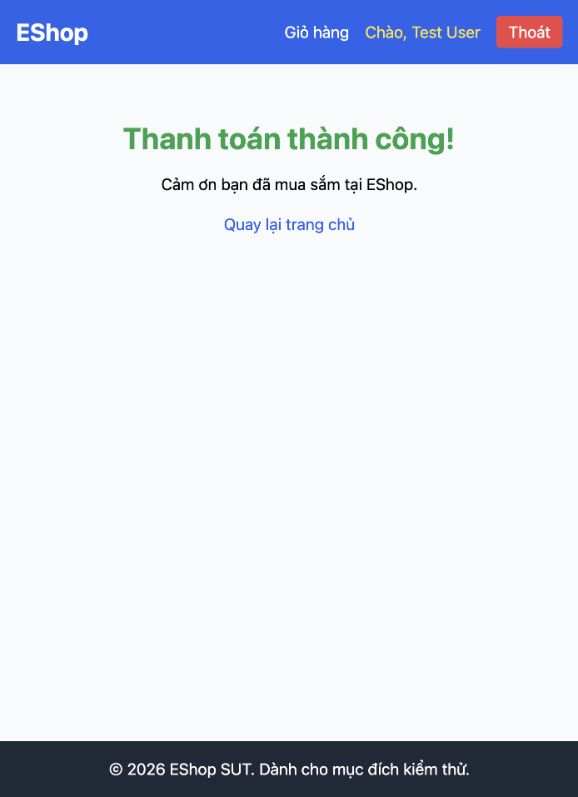 EShop
Giỏ hàng Chào, Test User Thoát
Thanh toán thành công!
Cảm ơn bạn đã mua sắm tại EShop.
Quay lại trang chủ
© 2026 EShop SUT. Dành cho mục đích kiểm thử.